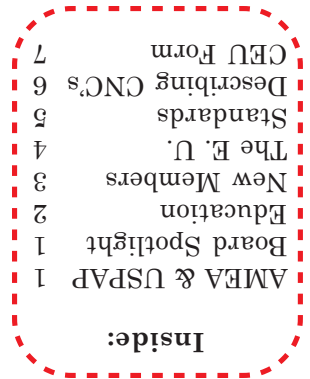 Inside:
AMEA & USPAP 1
Board Spotlight 1
Education 2
New Members 3
The E. U. 4
Standards 5
Describing CNC's 6
CEU Form 7